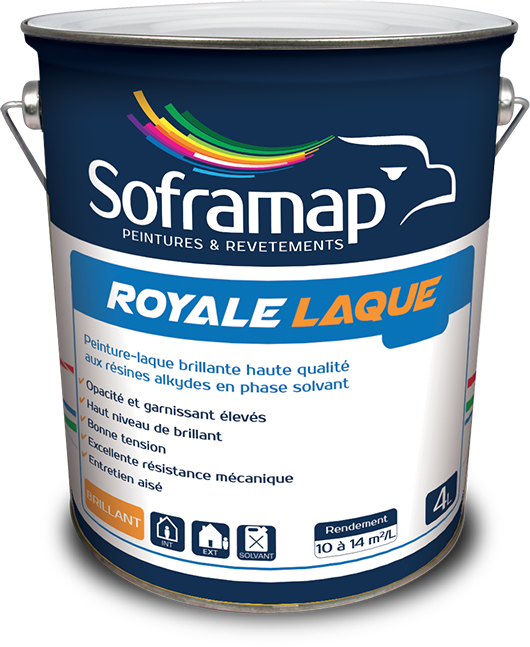 Soframap
PEINTURES & REVETEMENTS
ROYALE LAQUE
Peinture-laque brillante haute qualité
aux résines alkydes en phase solvant
Opacité et garnissant élevés
Haut niveau de brillant
Bonne tension
Excellente résistance mécanique
Entretien aisé
BRILLANT
INT
EXT
SOLVANT
Rendement
10 à 14 m²/L
4L